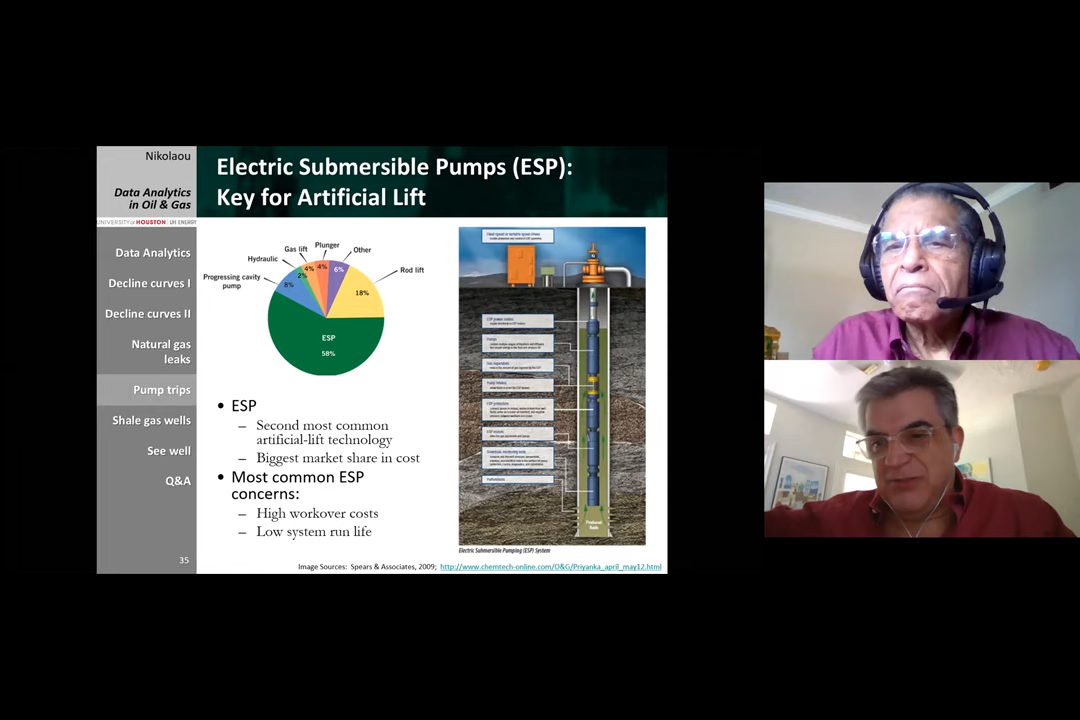 Nikolaou
Data Analytics
in Oil & Gas
UNIVERSITY of HOUSTON | UH ENERGY
Data Analytics
Decline curves I
Decline curves II
Natural gas
leaks
Pump trips
Shale gas wells
See well
Q&A
35
Electric Submersible Pumps (ESP):
Key for Artificial Lift
Plunger
Gas lift
Other
Hydraulic
Rod lift
Progressing cavity
pump
4%
4%
6%
2%
8%
18%
ESP
58%
• ESP
– Second most common
artificial-lift technology
– Biggest market share in cost
• Most common ESP
concerns:
– High workover costs
– Low system run life
Pumps
Produced
fluids
Electric Submersible Pumping (ESP) System
Image Sources: Spears & Associates, 2009; http://www.chemtech-online.com/O&G/Priyanka_april_may12.html